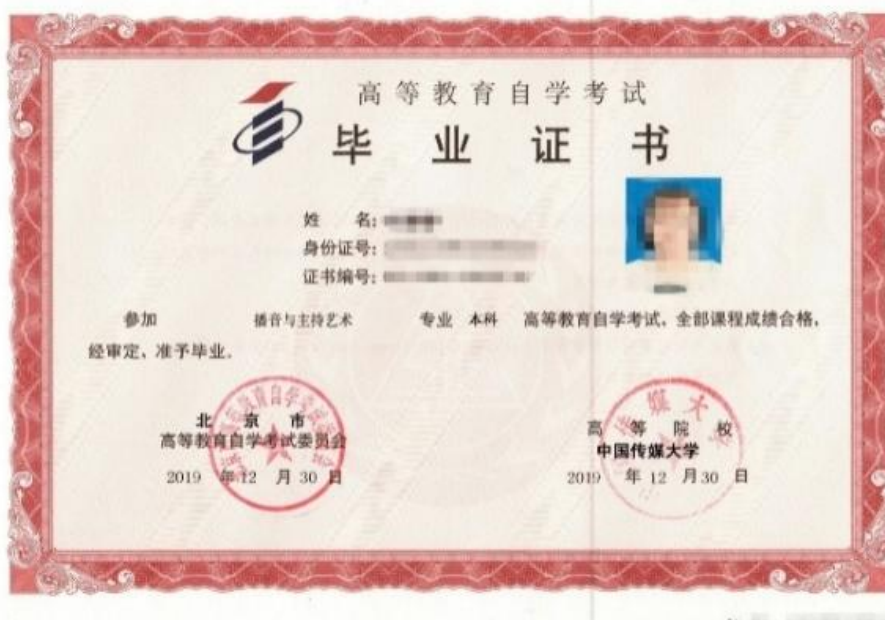 高等教育自学考试
毕业证书
姓 名:
身份证号:
证书编号:
参加 播音与主持艺术 专业 本科 高等教育自学考试、全部课程成绩合格,
经审定、准予毕业。
北京市
高等教育自学考试委员会
2019 年 12 月 30 日
高等院校
中国传媒大学
2019 年 12 月 30 日